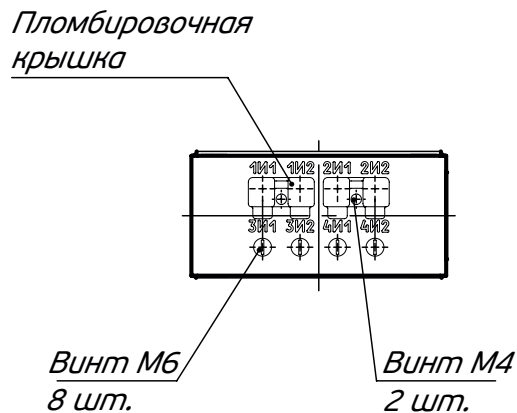 Пломбировочная
крышка
1И1 1И2 2И1 2И2
3И1 3И2 4И1 4И2
Винт М6
8 шт.
Винт М4
2 шт.